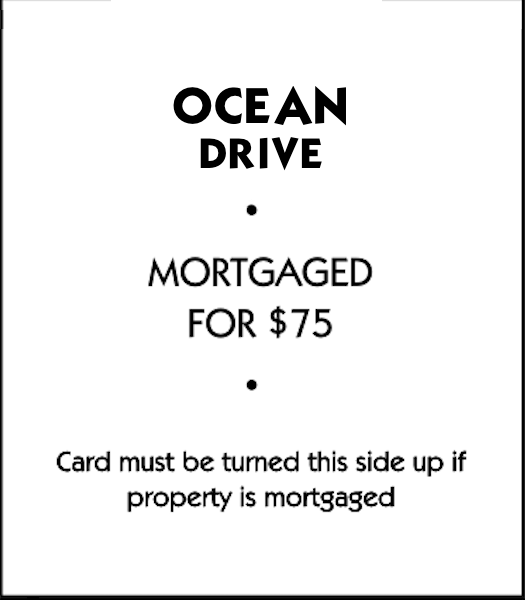 OCEAN
DRIVE
•
MORTGAGED
FOR $75
•
Card must be turned this side up if
property is mortgaged